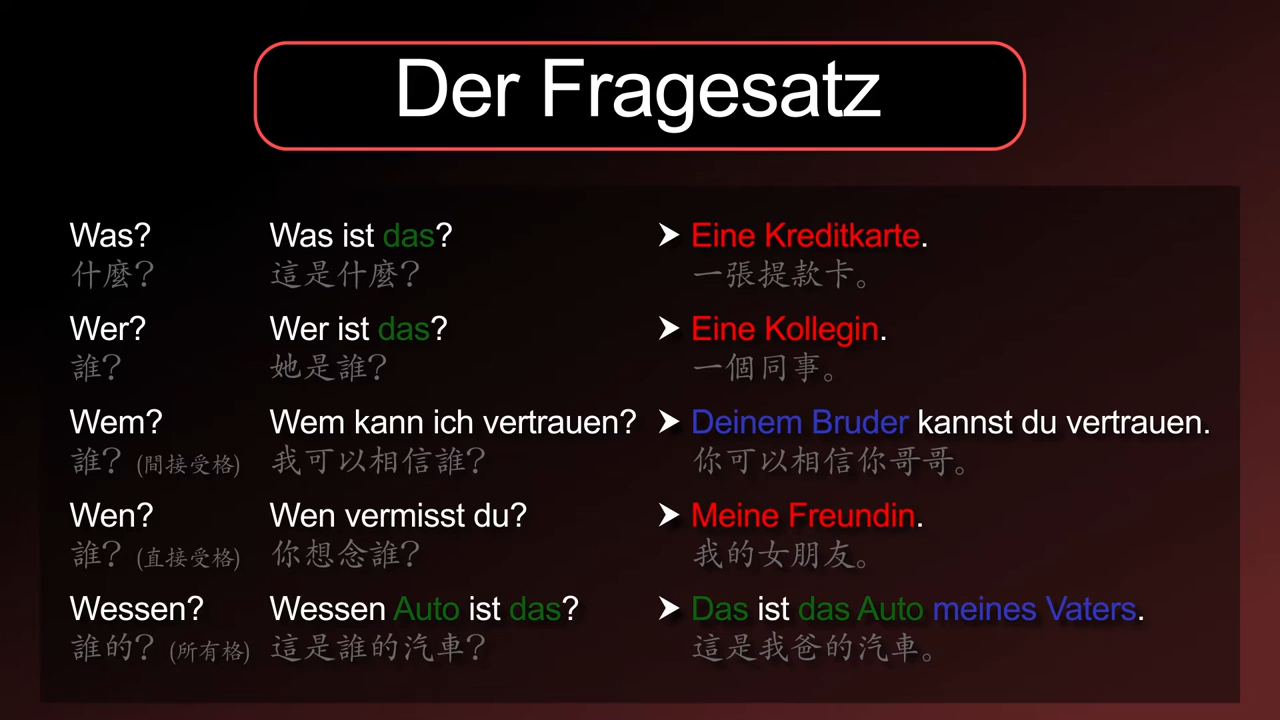 Der Fragesatz
Was? Was ist das? ➤ Eine Kreditkarte.
什麼? 這是什麼? 一張提款卡。
Wer? Wer ist das? ➤ Eine Kollegin.
誰? 她是誰? 一個同事。
Wem? Wem kann ich vertrauen? ➤ Deinem Bruder kannst du vertrauen.
誰? (間接受格) 我可以相信誰? 你可以相信你哥哥。
Wen? Wen vermisst du? ➤ Meine Freundin.
誰? (直接受格) 你想念誰? 我的女朋友。
Wessen? Wessen Auto ist das? ➤ Das ist das Auto meines Vaters.
誰的? (所有格) 這是誰的汽車? 這是我爸的汽車。